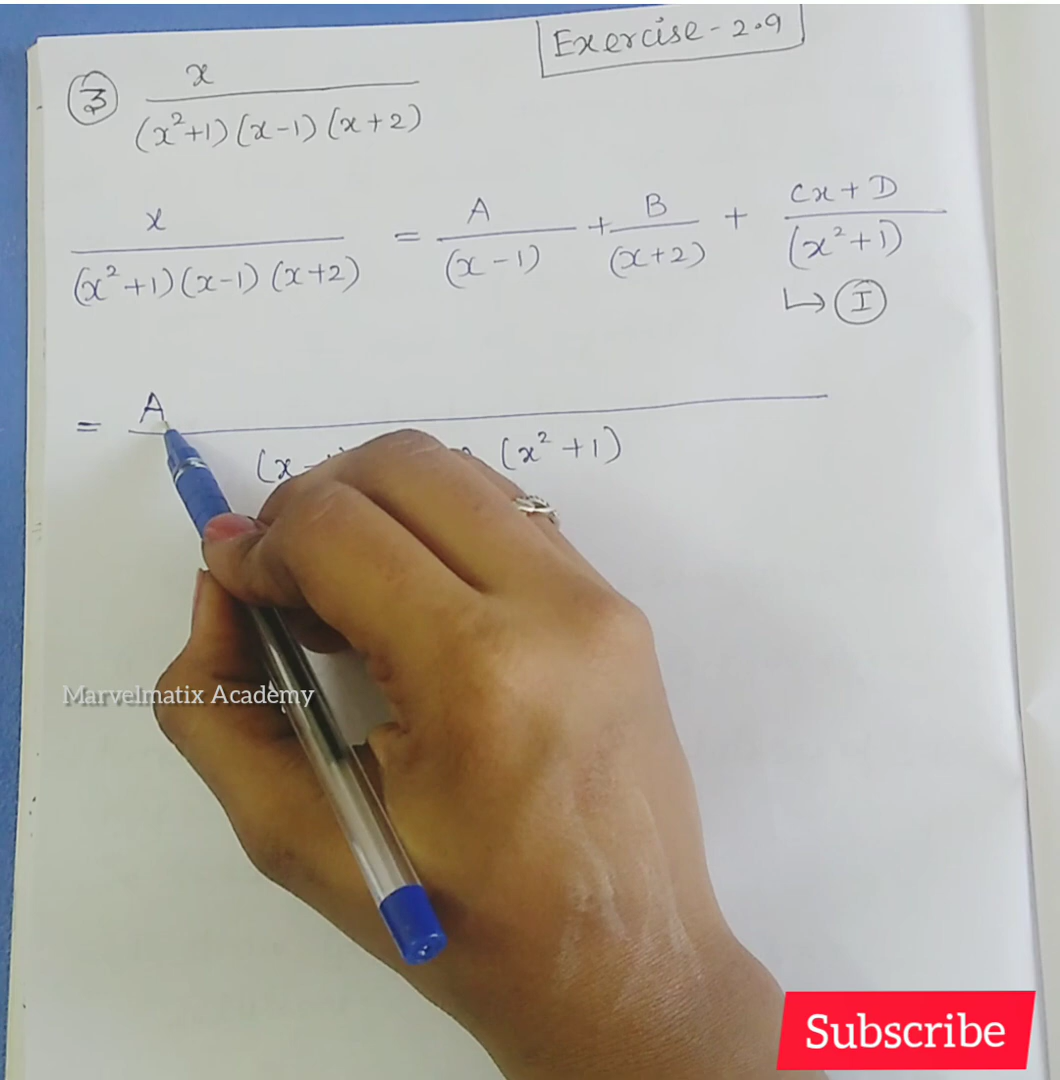 Exercise - 2.9
③ x
(x²+1)(x-1)(x+2)
x / (x²+1)(x-1)(x+2) = A / (x-1) + B / (x+2) + Cx+D / (x²+1)
↳ Ⓘ
= A
(x (x²+1)
Marvelmatix Academy
Subscribe